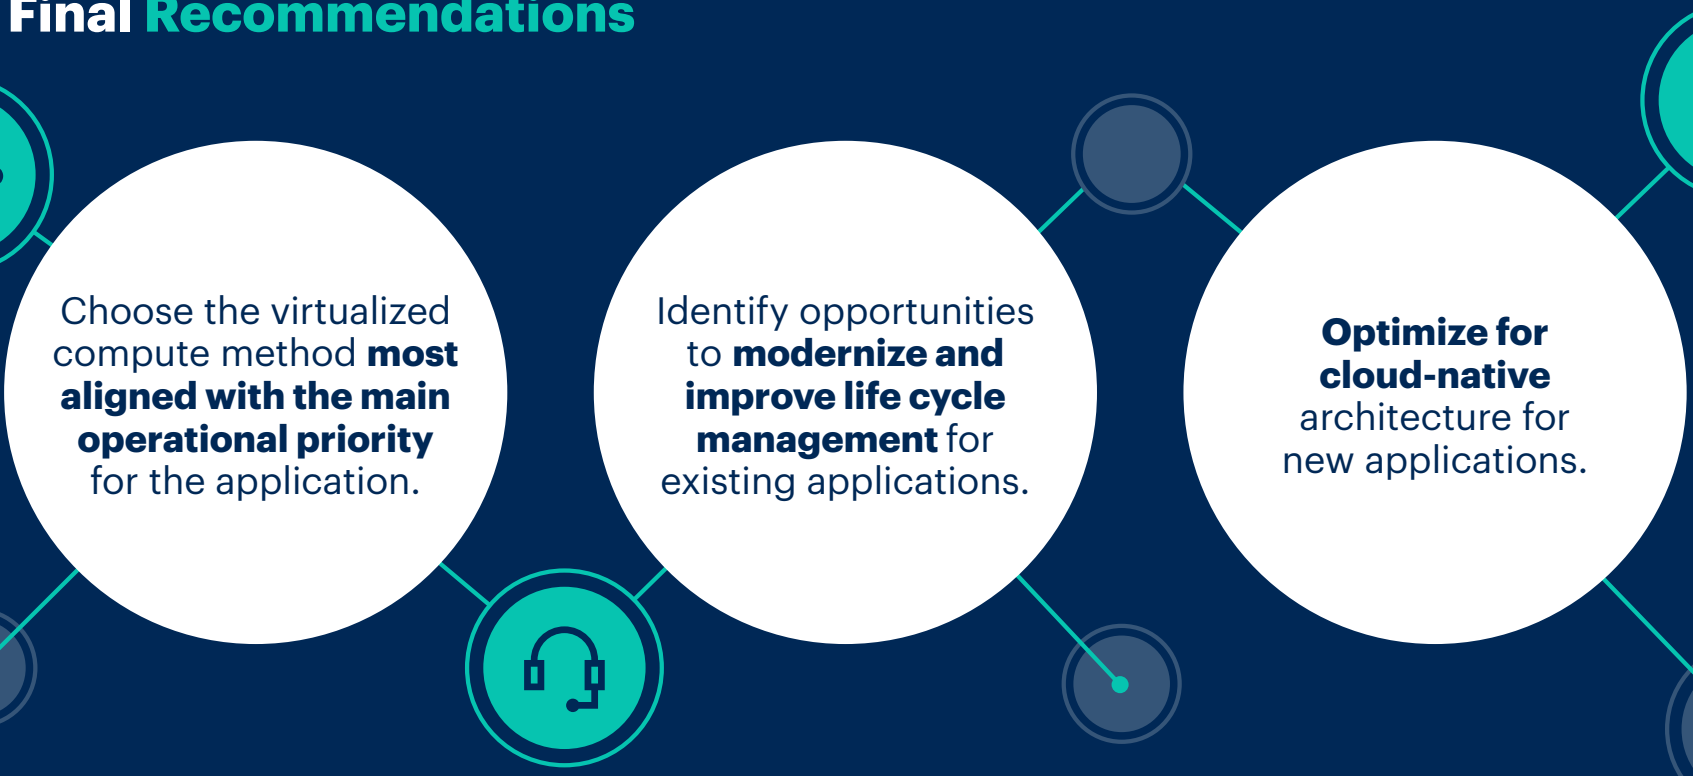 Final Recommendations
Choose the virtualized
compute method most
aligned with the main
operational priority
for the application.
Identify opportunities
to modernize and
improve life cycle
management for
existing applications.
Optimize for
cloud-native
architecture for
new applications.